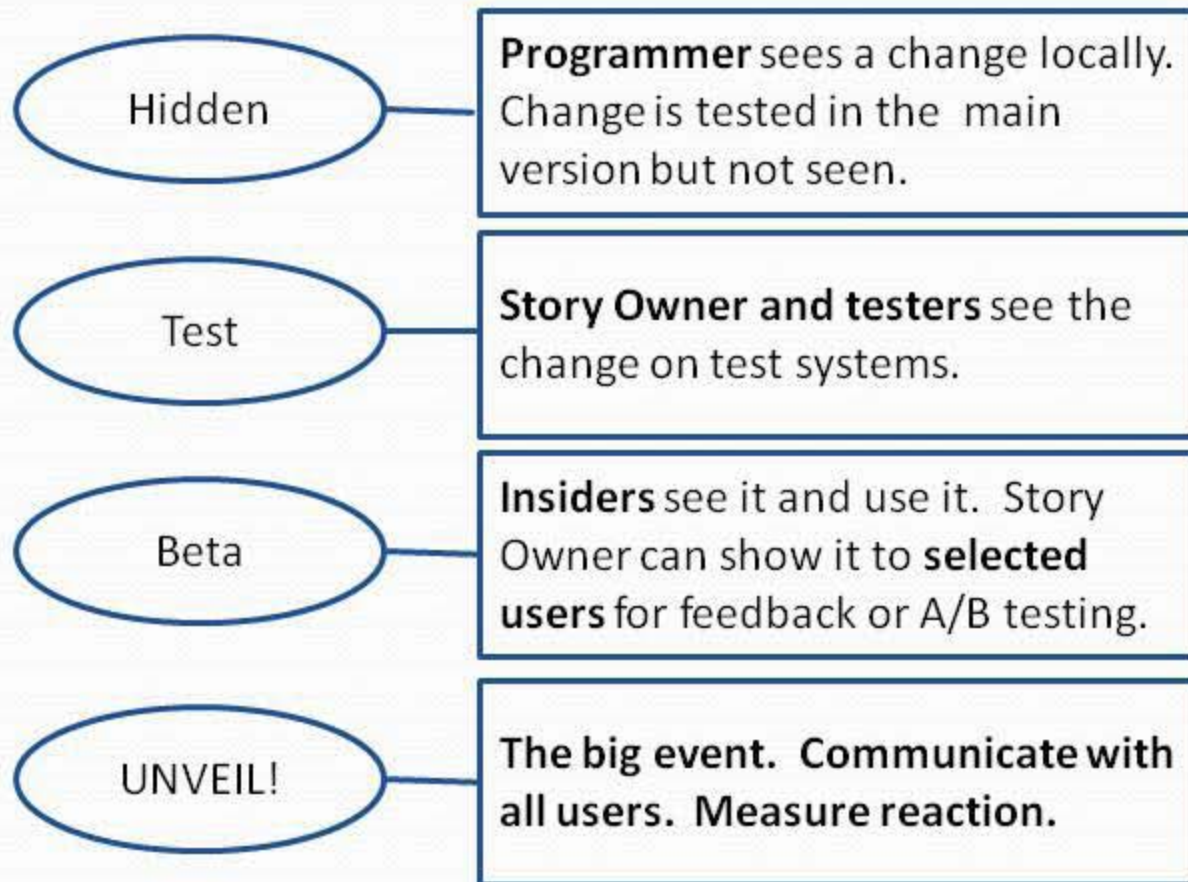 Hidden
Programmer sees a change locally.
Change is tested in the main
version but not seen.
Test
Story Owner and testers see the
change on test systems.
Beta
Insiders see it and use it. Story
Owner can show it to selected
users for feedback or A/B testing.
UNVEIL!
The big event. Communicate with
all users. Measure reaction.